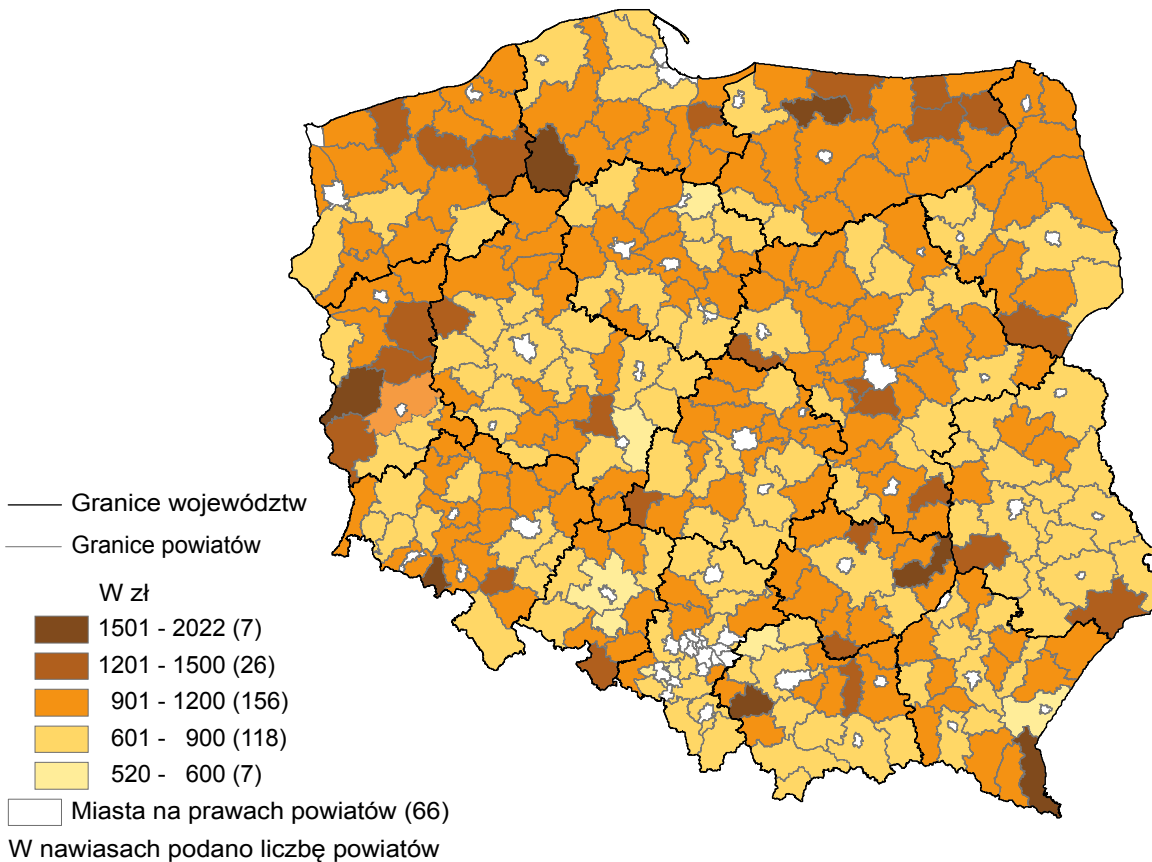 Granice województw
Granice powiatów
W zł
1501 - 2022 (7)
1201 - 1500 (26)
901 - 1200 (156)
601 - 900 (118)
520 - 600 (7)
Miasta na prawach powiatów (66)
W nawiasach podano liczbę powiatów